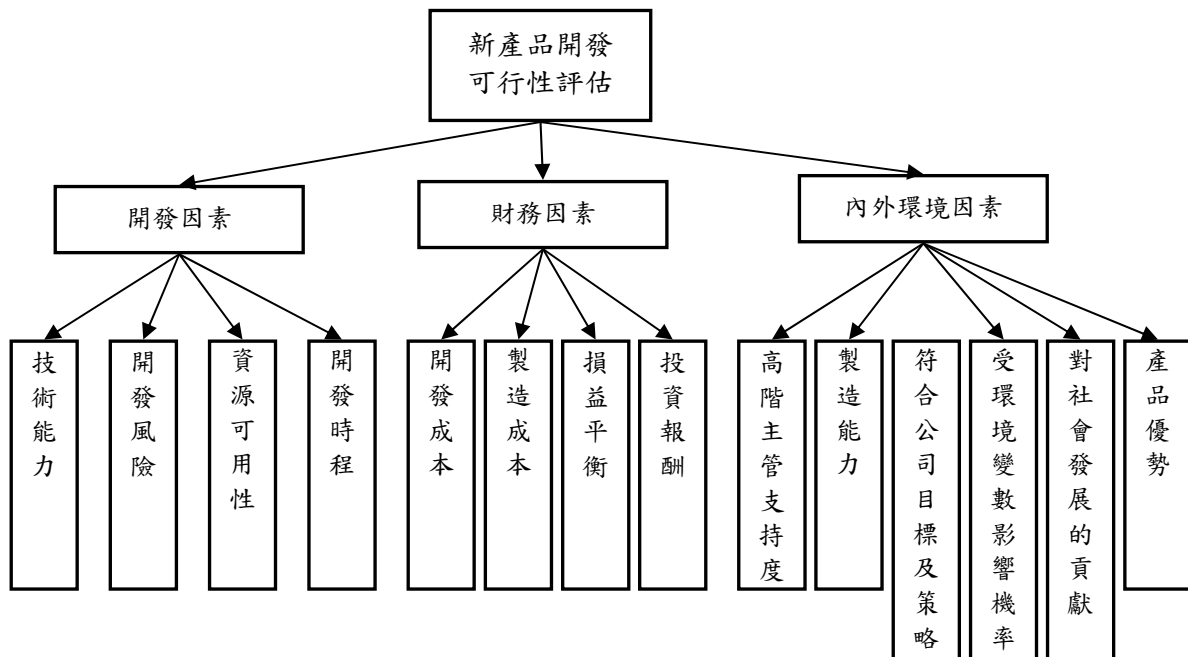 新產品開發
可行性評估
開發因素
財務因素
內外環境因素
技術能力
開發風險
資源可用性
開發時程
開發成本
製造成本
損益平衡
投資報酬
高階主管支持度
製造能力
符合公司目標及策略
受環境變數影響機率
對社會發展的貢獻
產品優勢